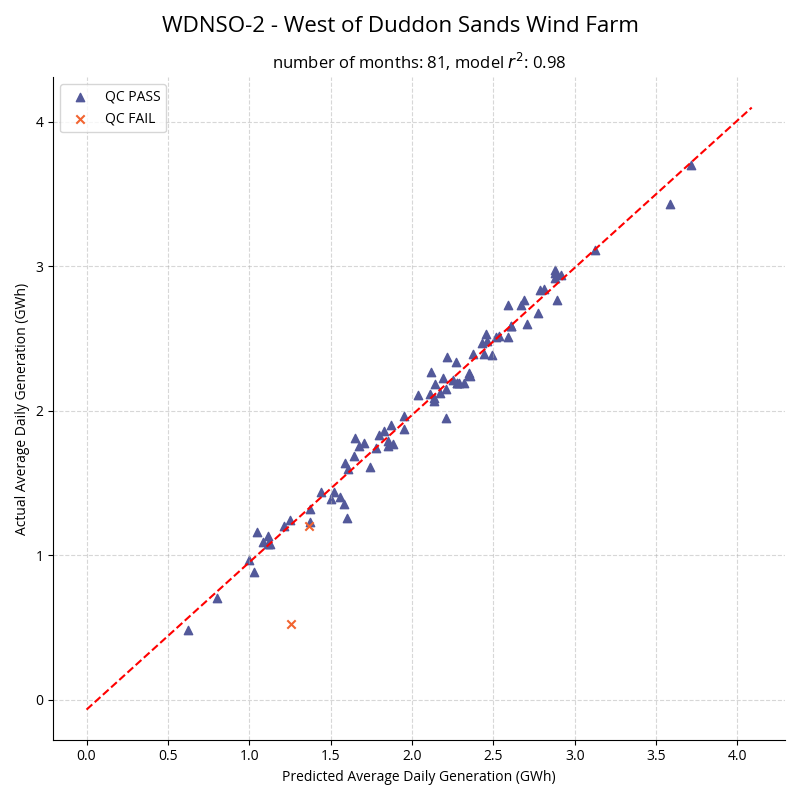 WDNSO-2 - West of Duddon Sands Wind Farm
number of months: 81, model r²: 0.98
QC PASS
QC FAIL
4
3
2
1
0
Actual Average Daily Generation (GWh)
0.0 0.5 1.0 1.5 2.0 2.5 3.0 3.5 4.0
Predicted Average Daily Generation (GWh)